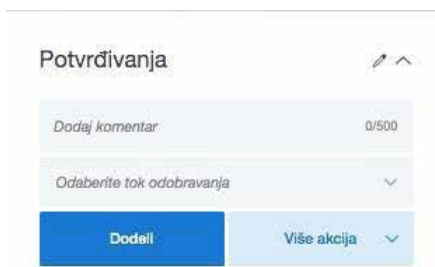 Potvrđivanja
Dodaj komentar 0/500
Odaberite tok odobravanja
Dodeli
Više akcija